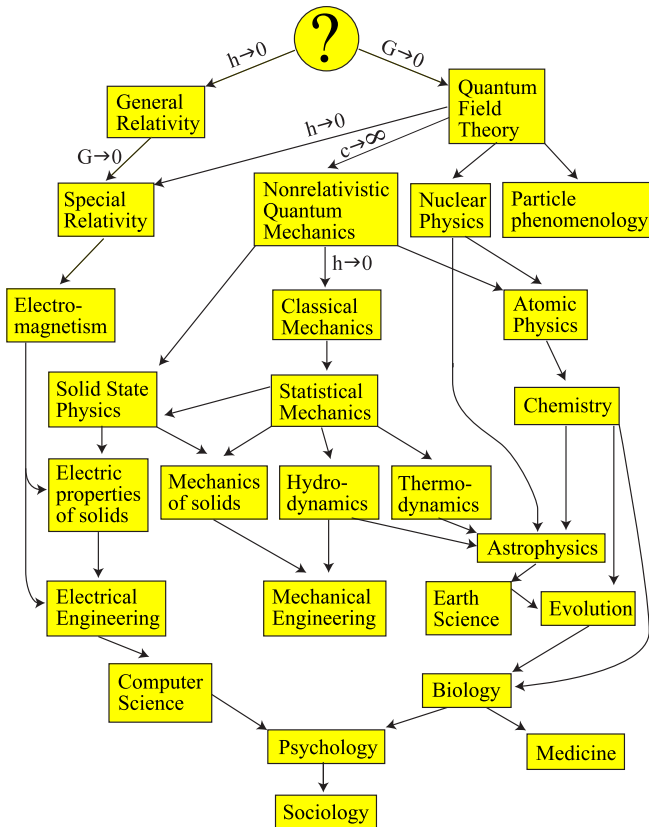 ?
h→0
G→0
General
Relativity
Quantum
Field
Theory
h→0
c→∞
G→0
Special
Relativity
Nonrelativistic
Quantum
Mechanics
Nuclear
Physics
Particle
phenomenology
h→0
Electro-
magnetism
Classical
Mechanics
Atomic
Physics
Solid State
Physics
Statistical
Mechanics
Chemistry
Electric
properties
of solids
Mechanics
of solids
Hydro-
dynamics
Thermo-
dynamics
Astrophysics
Electrical
Engineering
Mechanical
Engineering
Earth
Science
Evolution
Computer
Science
Biology
Psychology
Medicine
Sociology